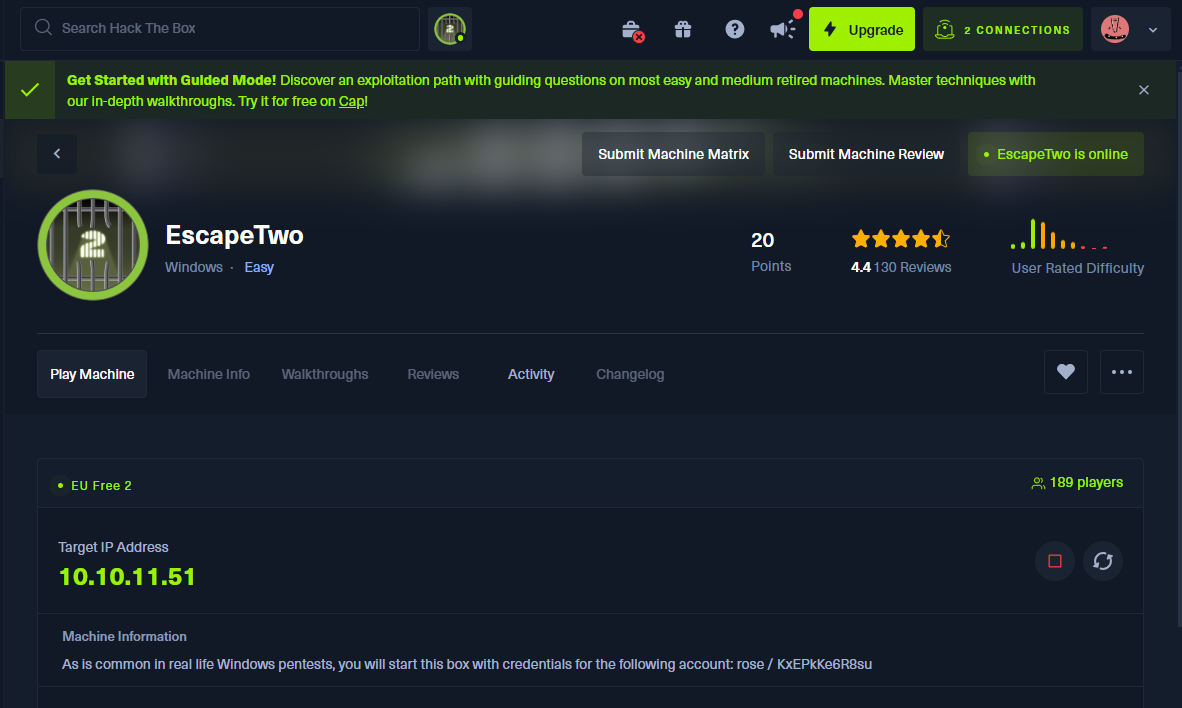 Search Hack The Box
2
Upgrade
2 CONNECTIONS
Get Started with Guided Mode! Discover an exploitation path with guiding questions on most easy and medium retired machines. Master techniques with
our in-depth walkthroughs. Try it for free on Cap!
Submit Machine Matrix
Submit Machine Review
EscapeTwo is online
2
EscapeTwo
Windows · Easy
20
Points
4.4 130 Reviews
User Rated Difficulty
Play Machine
Machine Info
Walkthroughs
Reviews
Activity
Changelog
EU Free 2
189 players
Target IP Address
10.10.11.51
Machine Information
As is common in real life Windows pentests, you will start this box with credentials for the following account: rose / KxEPkKe6R8su